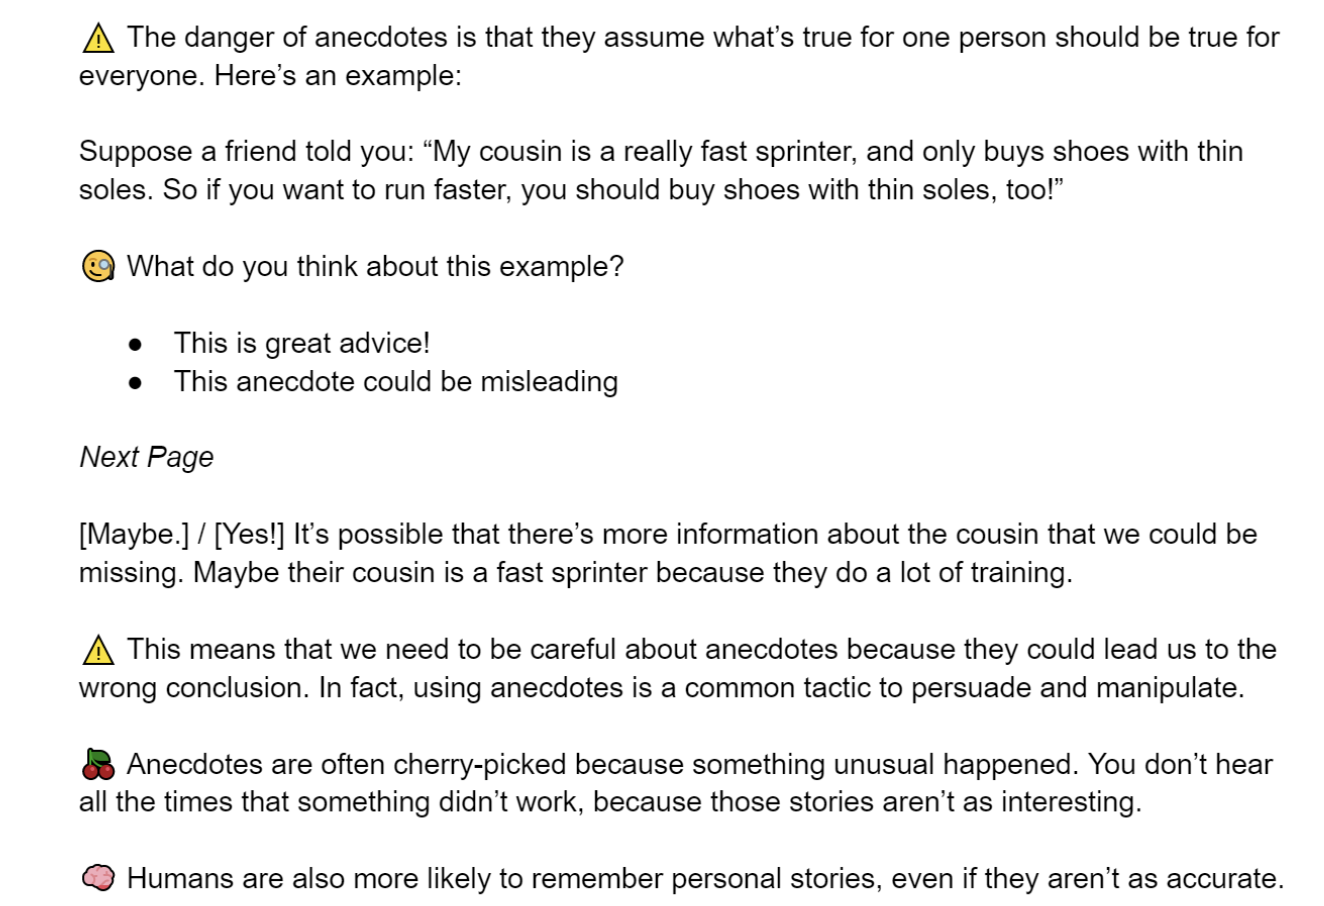 ⚠️ The danger of anecdotes is that they assume what’s true for one person should be true for
everyone. Here’s an example:
Suppose a friend told you: “My cousin is a really fast sprinter, and only buys shoes with thin
soles. So if you want to run faster, you should buy shoes with thin soles, too!”
🧐 What do you think about this example?
● This is great advice!
● This anecdote could be misleading
Next Page
[Maybe.] / [Yes!] It’s possible that there’s more information about the cousin that we could be
missing. Maybe their cousin is a fast sprinter because they do a lot of training.
⚠️ This means that we need to be careful about anecdotes because they could lead us to the
wrong conclusion. In fact, using anecdotes is a common tactic to persuade and manipulate.
🍒 Anecdotes are often cherry-picked because something unusual happened. You don’t hear
all the times that something didn’t work, because those stories aren’t as interesting.
🧠 Humans are also more likely to remember personal stories, even if they aren’t as accurate.